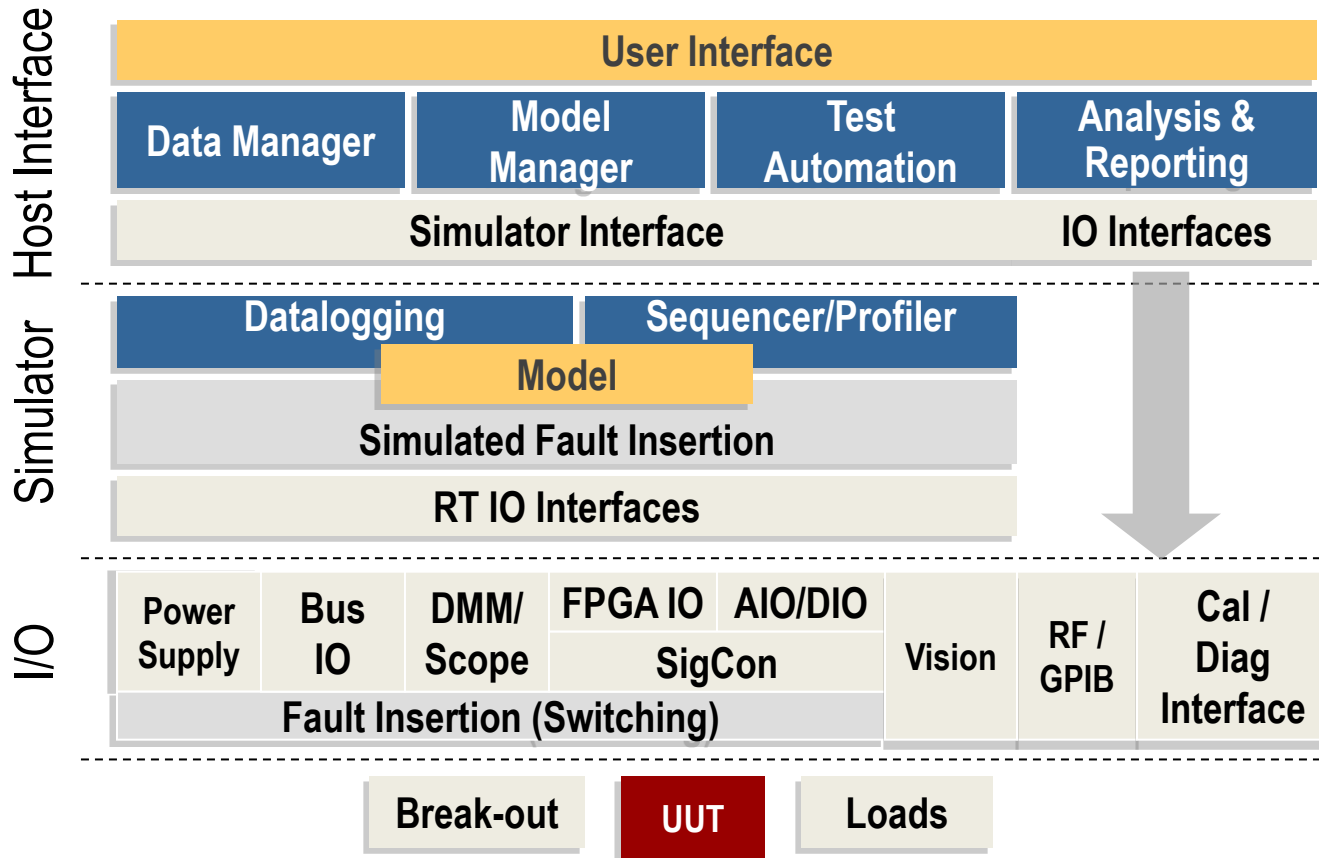 Host Interface
User Interface
Data Manager
Model
Manager
Test
Automation
Analysis &
Reporting
Simulator Interface
IO Interfaces
Simulator
Datalogging
Sequencer/Profiler
Model
Simulated Fault Insertion
RT IO Interfaces
I/O
Power
Supply
Bus
IO
DMM/
Scope
FPGA IO
AIO/DIO
SigCon
Vision
RF /
GPIB
Cal /
Diag
Interface
Fault Insertion (Switching)
Break-out
UUT
Loads